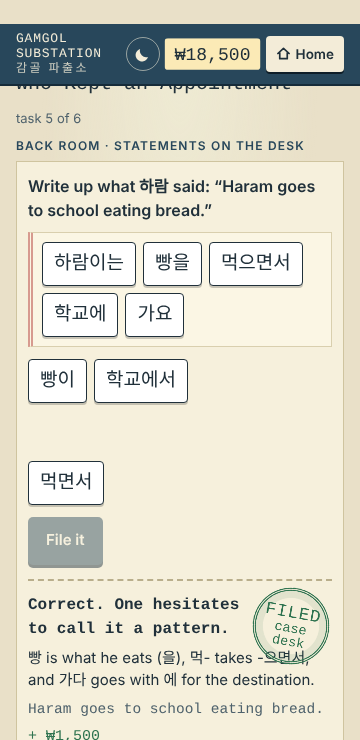 GAMGOL
SUBSTATION
감골 파출소
₩18,500
Home
Who Kept an Appointment
task 5 of 6
BACK ROOM · STATEMENTS ON THE DESK
Write up what 하람 said: “Haram goes
to school eating bread.”
하람이는 빵을 먹으면서
학교에 가요
빵이 학교에서
먹면서
File it
Correct. One hesitates
to call it a pattern.
FILED
case
desk
빵 is what he eats (을), 먹- takes -으면서,
and 가다 goes with 에 for the destination.
Haram goes to school eating bread.
+ ₩1,500